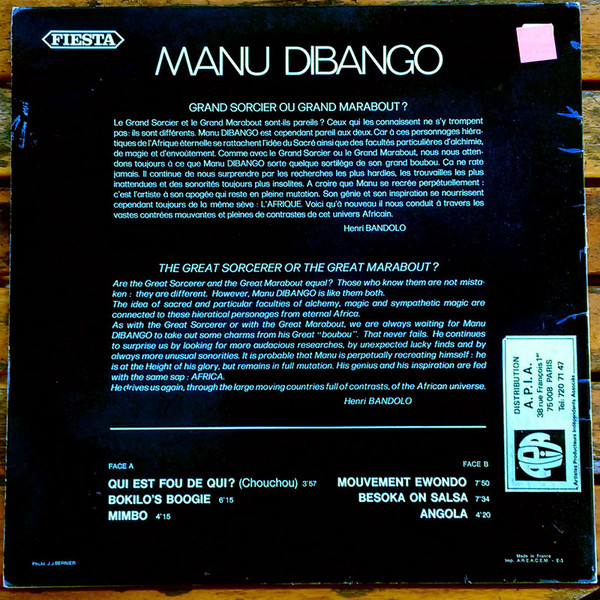 FIESTA
MANU DIBANGO
GRAND SORCIER OU GRAND MARABOUT ?
Le Grand Sorcier et le Grand Marabout sont-ils pareils ? Ceux qui les connaissent ne s'y trompent
pas : ils sont différents. Manu DIBANGO est cependant pareil aux deux. Car à ces personnages hiéra-
tiques de l'Afrique éternelle se rattachent l'idée du Sacré ainsi que des facultés particulières d'alchimie,
de magie et d'envoûtement. Comme avec le Grand Sorcier ou le Grand Marabout, nous nous atten-
dons toujours à ce que Manu DIBANGO sorte quelque sortilège de son grand boubou. Ça ne rate
jamais. Il continue de nous surprendre par les recherches les plus hardies, les trouvailles les plus
inattendues et des sonorités toujours plus insolites. A croire que Manu se recrée perpétuellement :
c'est l'artiste à son apogée qui reste en pleine mutation. Son génie et son inspiration se nourrissent
cependant toujours de la même sève : L'AFRIQUE. Voici qu'à nouveau il nous conduit à travers les
vastes contrées mouvantes et pleines de contrastes de cet univers Africain.
Henri BANDOLO
THE GREAT SORCERER OR THE GREAT MARABOUT ?
Are the Great Sorcerer and the Great Marabout equal ? Those who know them are not mista-
ken : they are different. However, Manu DIBANGO is like them both.
The idea of sacred and particular faculties of alchemy, magic and sympathetic magic are
connected to these hieratical personages from eternal Africa.
As with the Great Sorcerer or with the Great Marabout, we are always waiting for Manu
DIBANGO to take out some charms from his Great "boubou". That never fails. He continues
to surprise us by looking for more audacious researches, by unexpected lucky finds and by
always more unusual sonorities. It is probable that Manu is perpetually recreating himself : he
is at the Height of his glory, but remains in full mutation. His genius and his inspiration are fed
with the same sap : AFRICA.
He drives us again, through the large moving countries full of contrasts, of the African universe.
Henri BANDOLO
DISTRIBUTION
A.P.I.A.
38 rue François 1er
75008 PARIS
Tel: 720 71 47
Artistes Producteurs Indépendants Associés
FACE A
QUI EST FOU DE QUI ? (Chouchou) 3'57
BOKILO'S BOOGIE 6'15
MIMBO 4'15
FACE B
MOUVEMENT EWONDO 7'50
BESOKA ON SALSA 7'34
ANGOLA 4'20
Photo J.J BERNIER
Made in France
Imp. A.R.E.A.C.E.M. - E-S